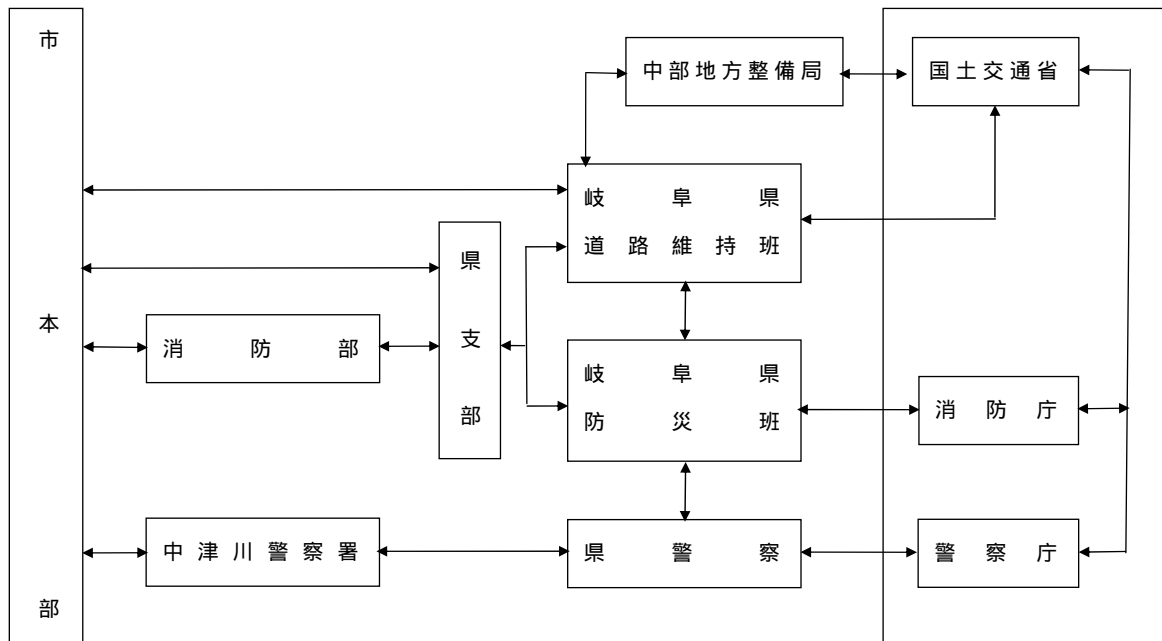 市本部
中部地方整備局
国土交通省
岐阜県
道路維持班
県支部
消防部
岐阜県
防災班
消防庁
中津川警察署
県警察
警察庁